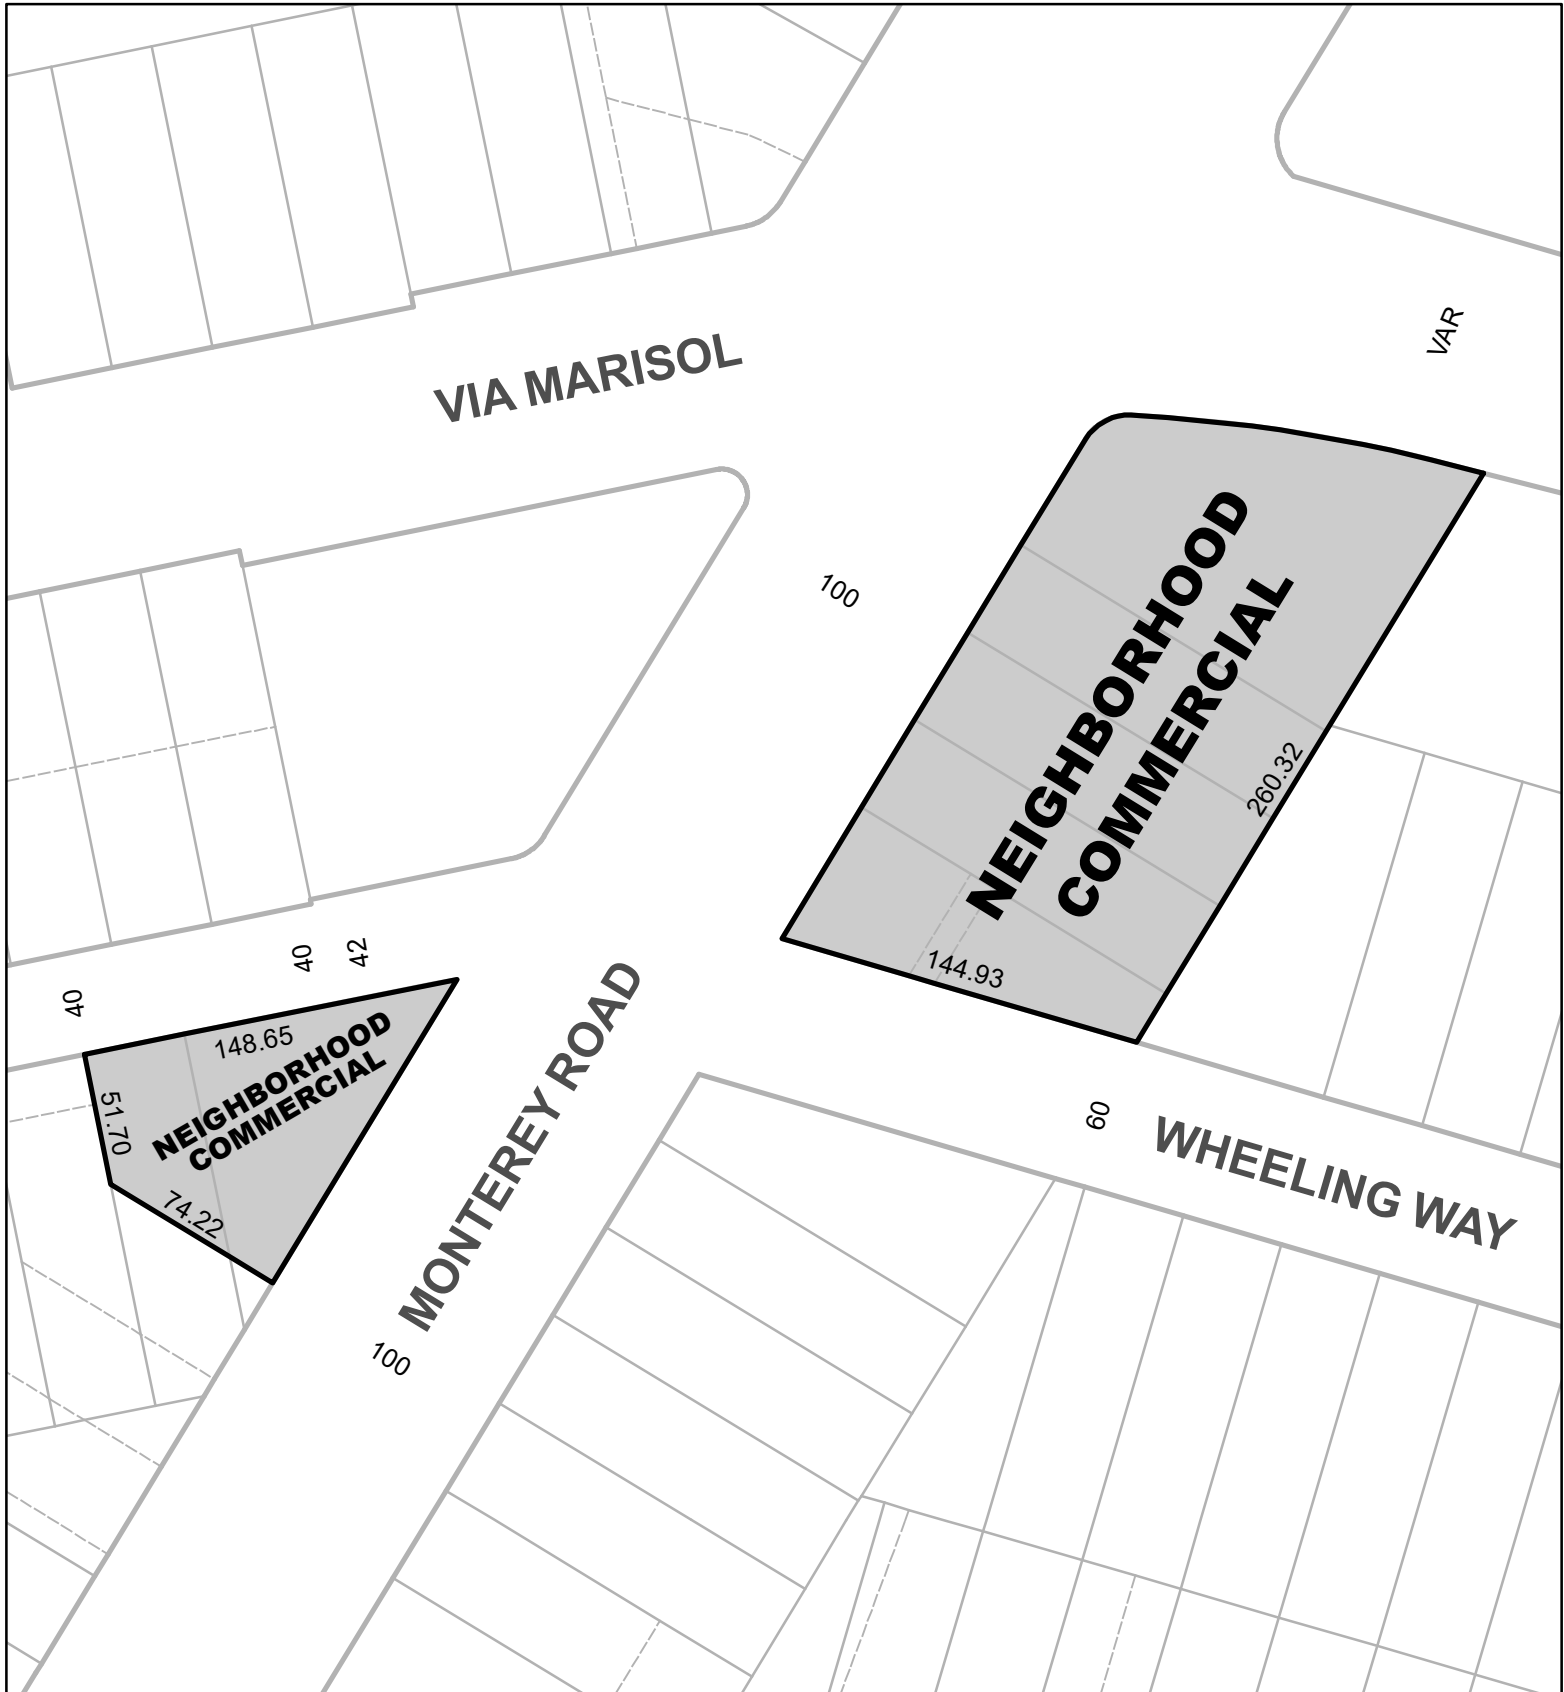 VAR
VIA MARISOL
100
NEIGHBORHOOD
COMMERCIAL
260.32
144.93
40
42
40
148.65
NEIGHBORHOOD
COMMERCIAL
51.70
74.22
MONTEREY ROAD
60
WHEELING WAY
100